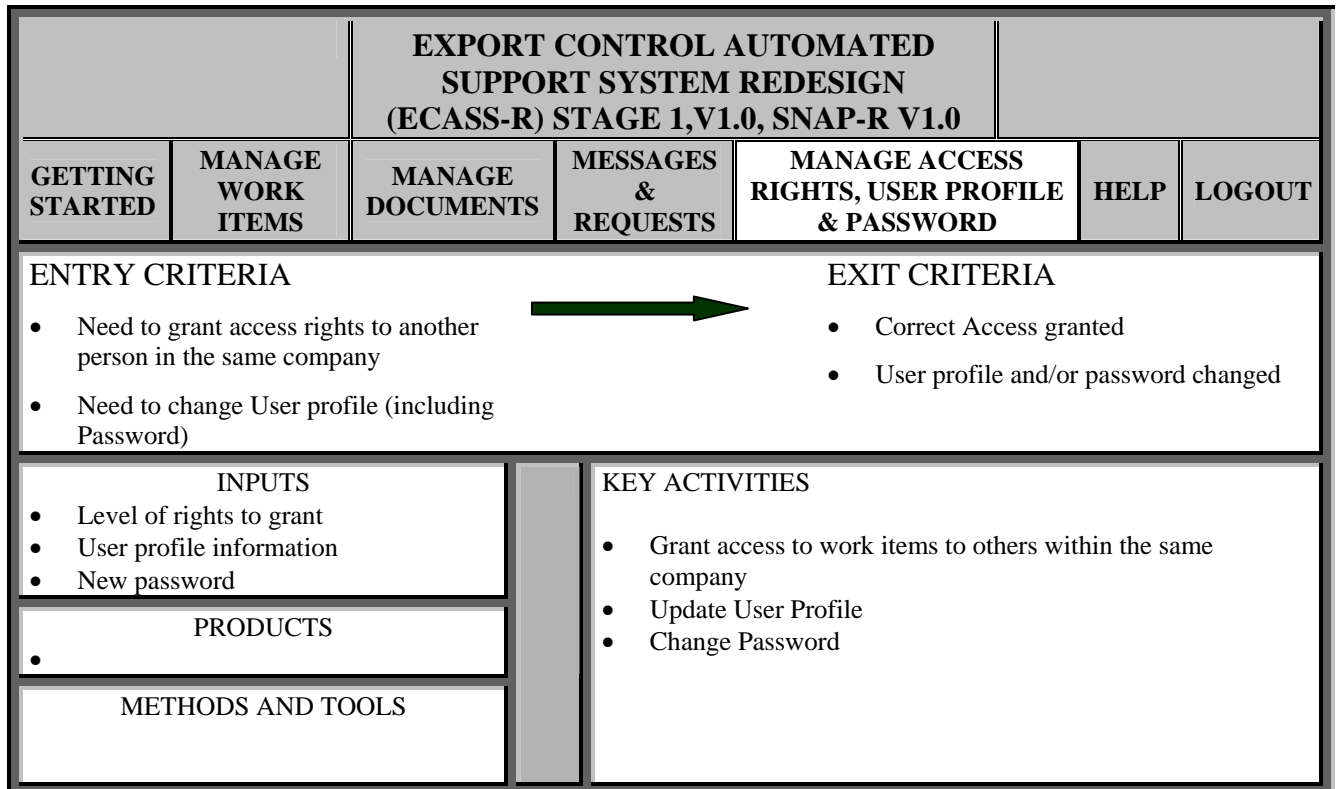 EXPORT CONTROL AUTOMATED
SUPPORT SYSTEM REDESIGN
(ECASS-R) STAGE 1,V1.0, SNAP-R V1.0
GETTING
STARTED
MANAGE
WORK
ITEMS
MANAGE
DOCUMENTS
MESSAGES
&
REQUESTS
MANAGE ACCESS
RIGHTS, USER PROFILE
& PASSWORD
HELP
LOGOUT
ENTRY CRITERIA
• Need to grant access rights to another
person in the same company
• Need to change User profile (including
Password)
EXIT CRITERIA
• Correct Access granted
• User profile and/or password changed
INPUTS
• Level of rights to grant
• User profile information
• New password
PRODUCTS
•
METHODS AND TOOLS
KEY ACTIVITIES
• Grant access to work items to others within the same
company
• Update User Profile
• Change Password